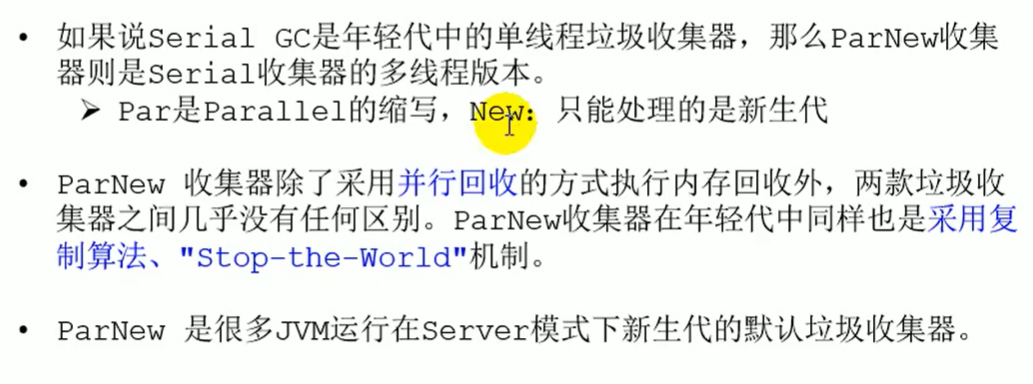 • 如果说Serial GC是年轻代中的单线程垃圾收集器，那么ParNew收集
器则是Serial收集器的多线程版本。
➢ Par是Parallel的缩写，New：只能处理的是新生代
• ParNew 收集器除了采用并行回收的方式执行内存回收外，两款垃圾收
集器之间几乎没有任何区别。ParNew收集器在年轻代中同样也是采用复
制算法、"Stop-the-World"机制。
• ParNew 是很多JVM运行在Server模式下新生代的默认垃圾收集器。